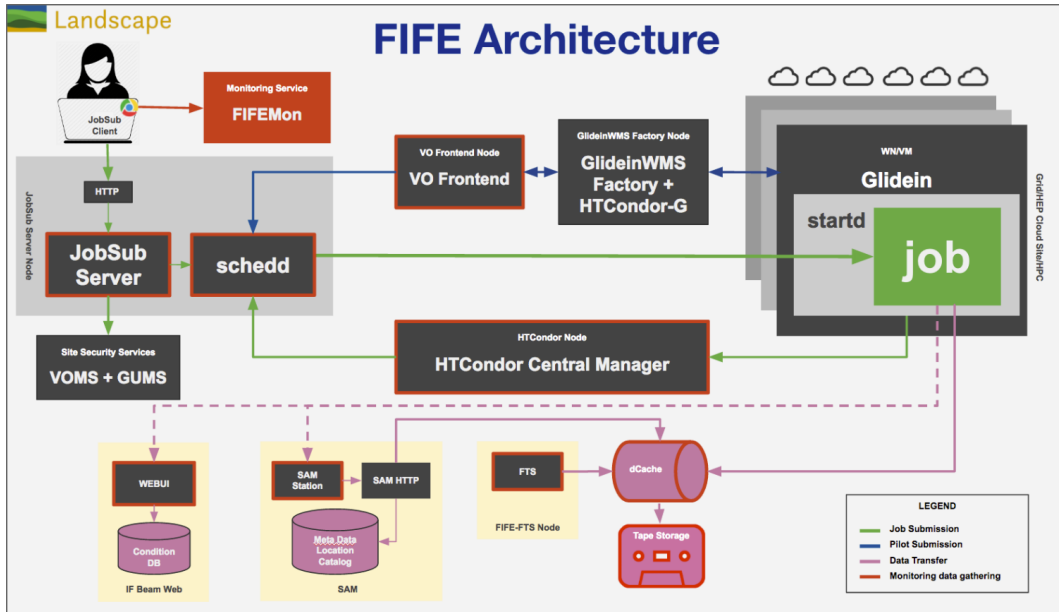 Landscape
FIFE Architecture
JobSub
Client
Monitoring Service
FIFEMon
HTTP
JobSub Server Node
JobSub
Server
schedd
Site Security Services
VOMS + GUMS
VO Frontend Node
VO Frontend
GlideinWMS Factory Node
GlideinWMS
Factory +
HTCondor-G
WN/VM
Glidein
startd
job
Grid/HEP Cloud Site/HPC
HTCondor Node
HTCondor Central Manager
WEBUI
Condition
DB
IF Beam Web
SAM
Station
SAM HTTP
Meta Data
Location
Catalog
SAM
FTS
FIFE-FTS Node
dCache
Tape Storage
LEGEND
Job Submission
Pilot Submission
Data Transfer
Monitoring data gathering